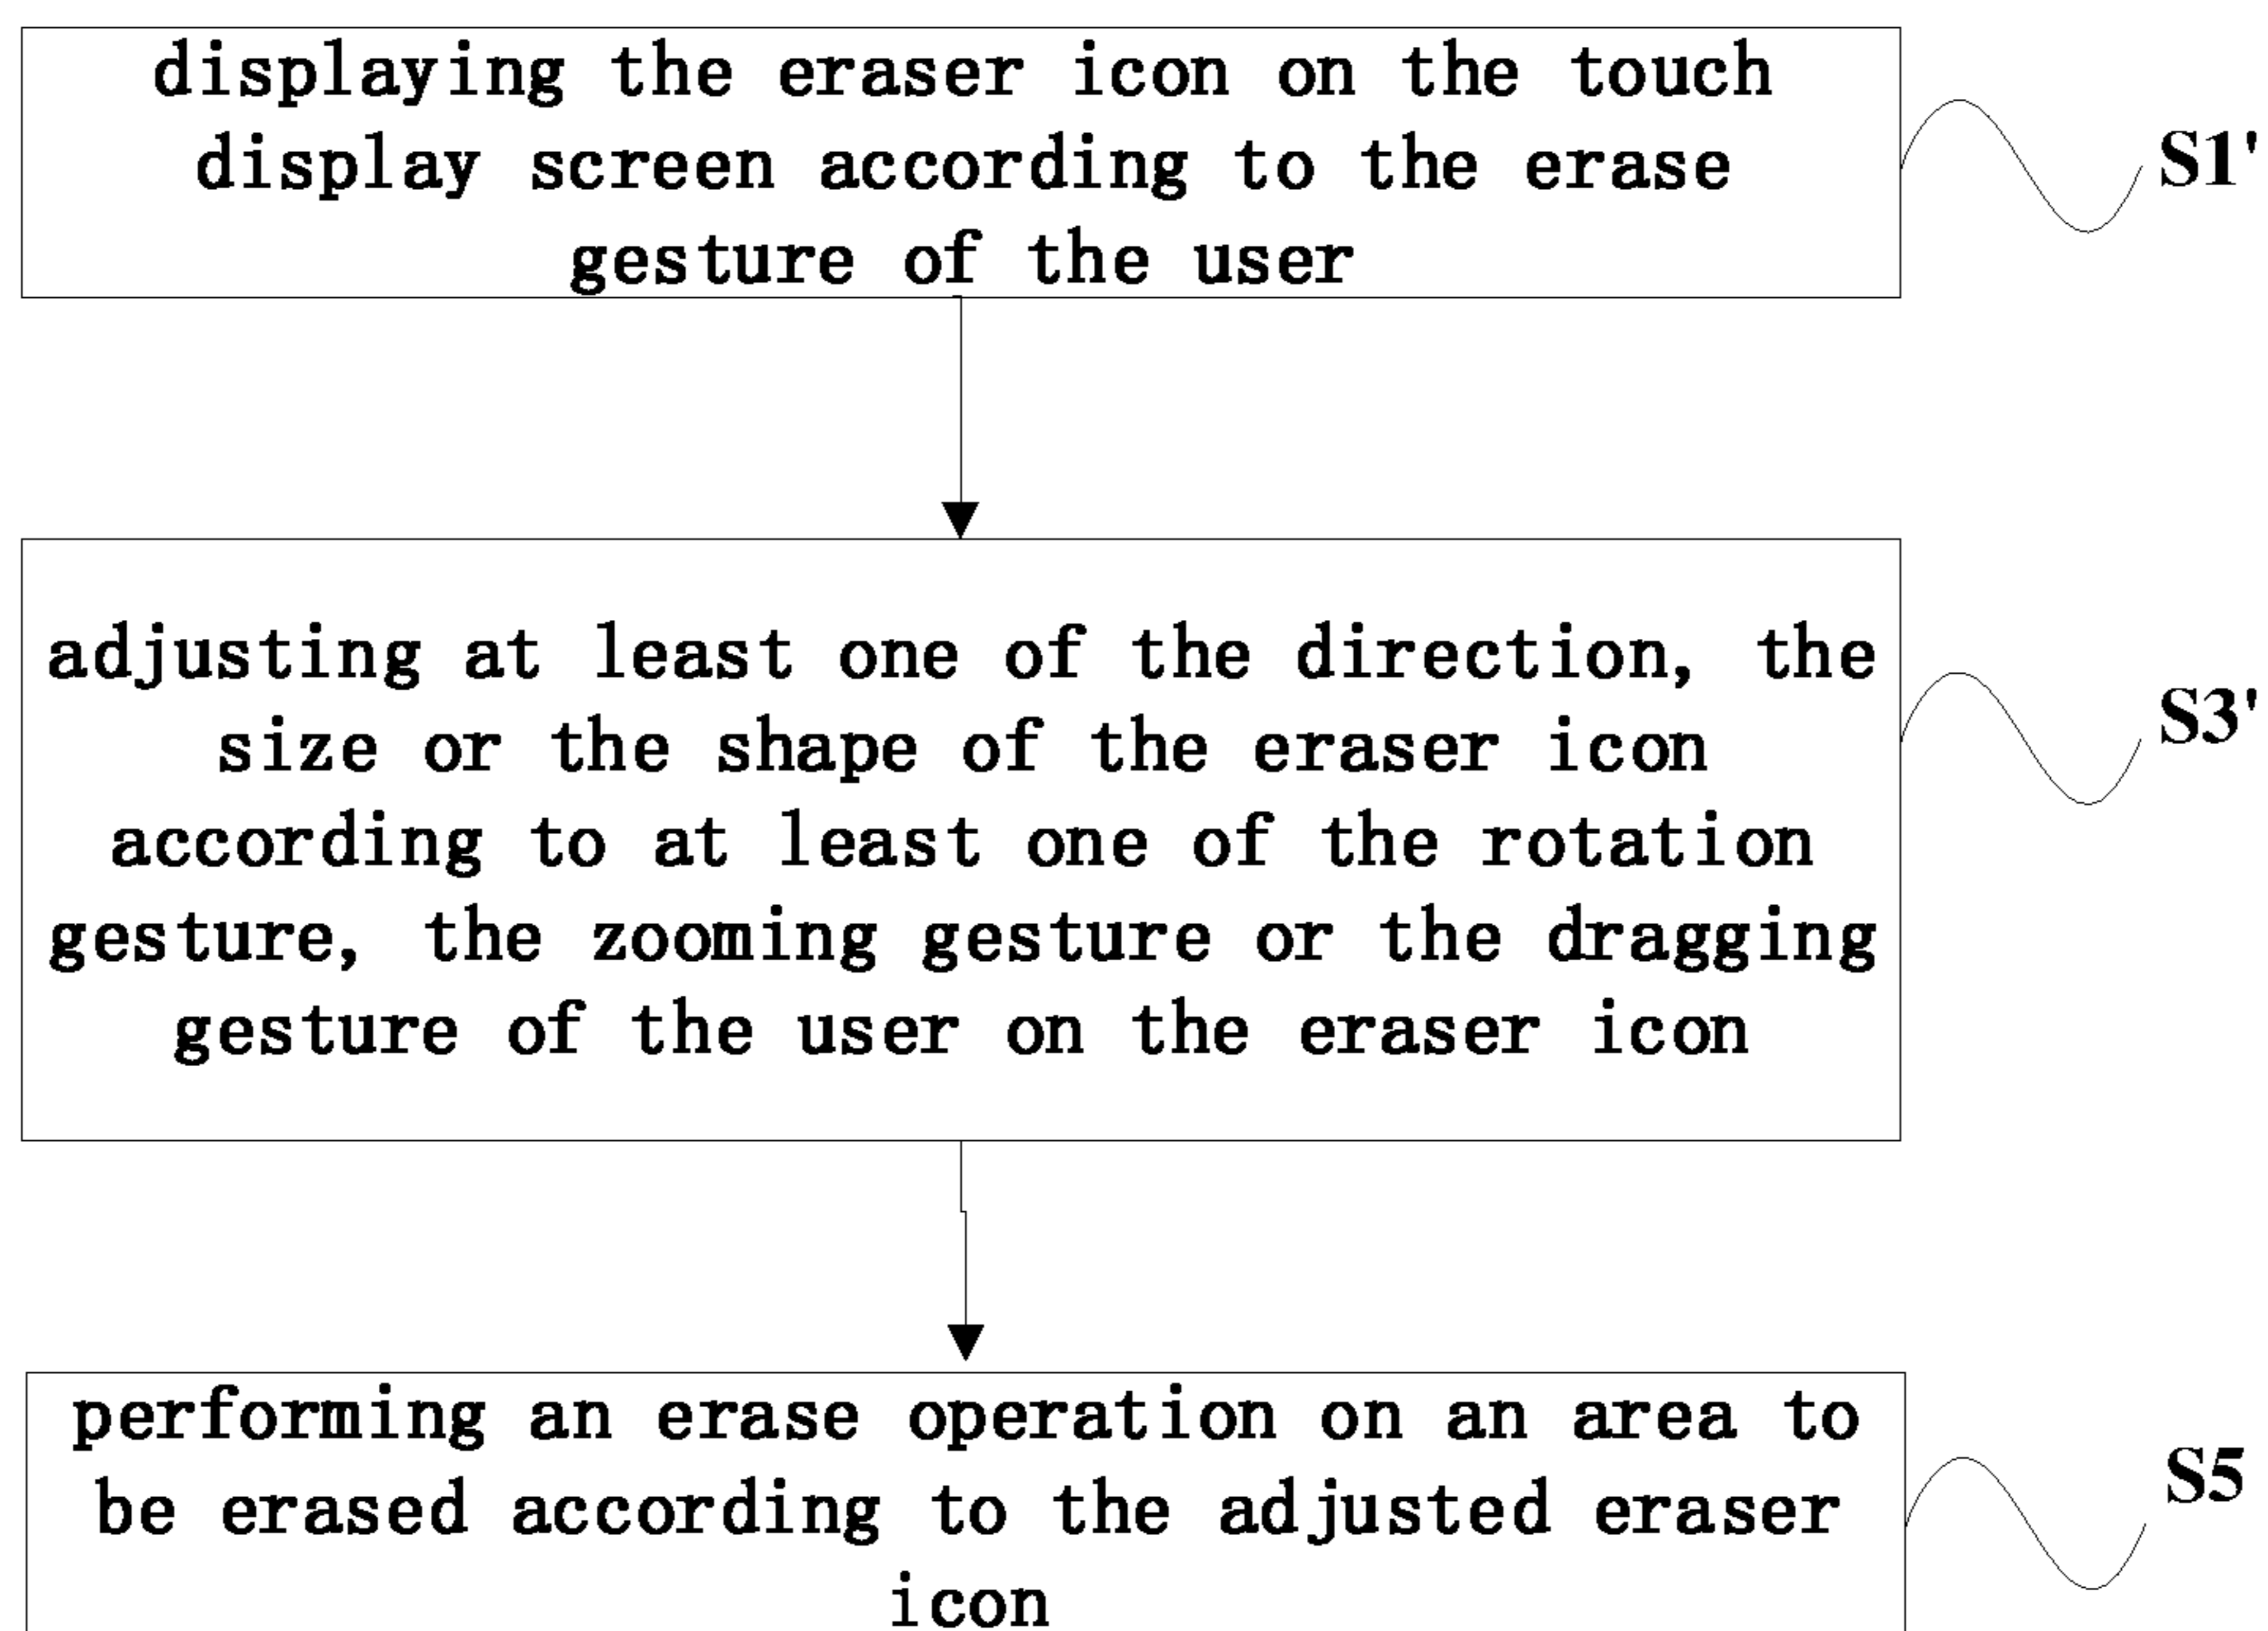 displaying the eraser icon on the touch
display screen according to the erase
gesture of the user
S1'
adjusting at least one of the direction, the
size or the shape of the eraser icon
according to at least one of the rotation
gesture, the zooming gesture or the dragging
gesture of the user on the eraser icon
S3'
performing an erase operation on an area to
be erased according to the adjusted eraser
icon
S5